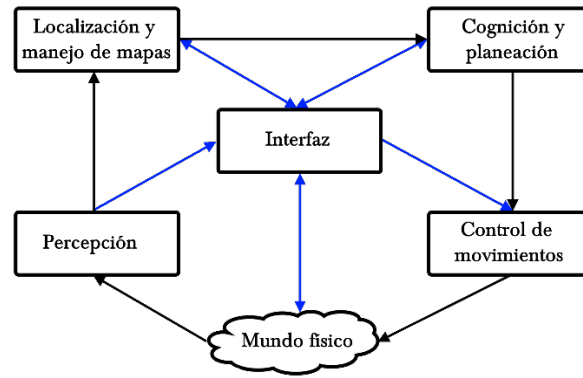 Localización y
manejo de mapas
Cognición y
planeación
Interfaz
Percepción
Control de
movimientos
Mundo físico